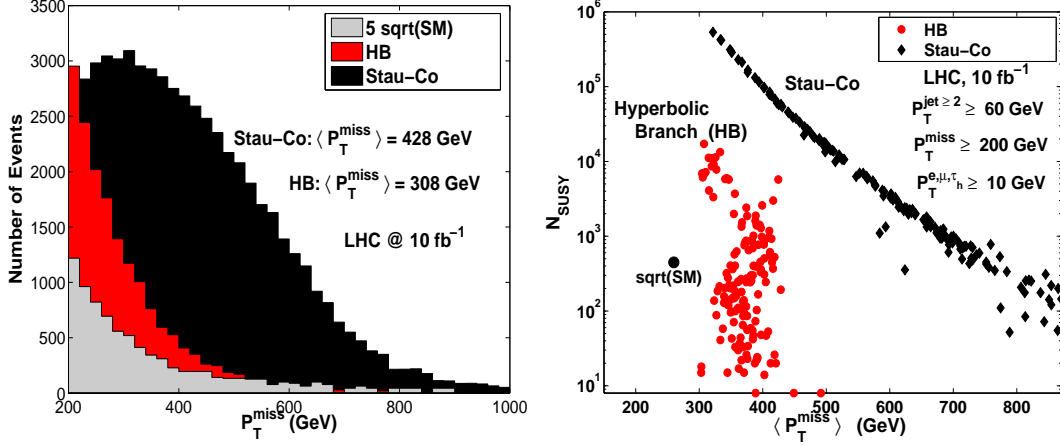 5 sqrt(SM)
HB
Stau−Co
Number of Events
3500
3000
2500
2000
1500
1000
500
0
Stau−Co: ⟨ P_T^miss ⟩ = 428 GeV
HB: ⟨ P_T^miss ⟩ = 308 GeV
LHC @ 10 fb^−1
200
400
600
800
1000
P_T^miss (GeV)
HB
Stau−Co
LHC, 10 fb^−1
P_T^jet ≥ 2 ≥ 60 GeV
P_T^miss ≥ 200 GeV
P_T^e,μ,τ_h ≥ 10 GeV
Stau−Co
Hyperbolic
Branch (HB)
sqrt(SM)
N_SUSY
10^6
10^5
10^4
10^3
10^2
10^1
200
300
400
500
600
700
800
⟨ P_T^miss ⟩ (GeV)